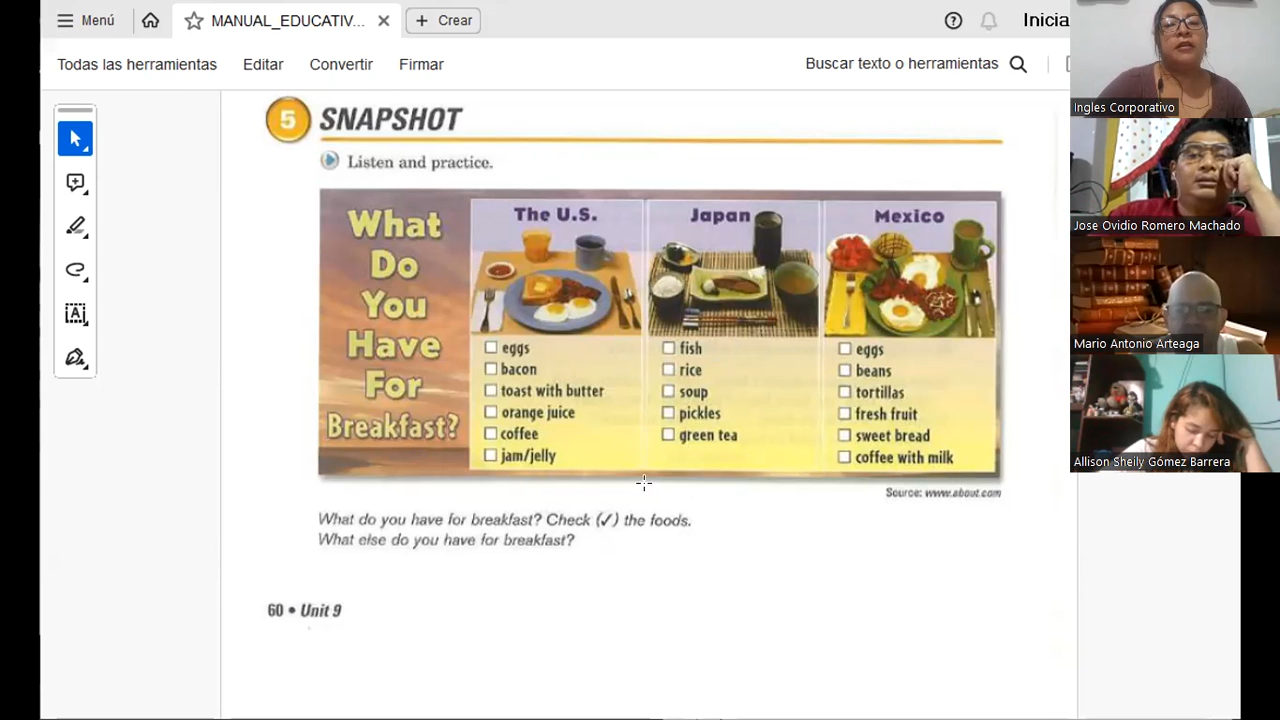 Menú
MANUAL_EDUCATIV...
Crear
Inicia
Todas las herramientas
Editar
Convertir
Firmar
Buscar texto o herramientas
5 SNAPSHOT
Listen and practice.
What
Do
You
Have
For
Breakfast?
The U.S.
eggs
bacon
toast with butter
orange juice
coffee
jam/jelly
Japan
fish
rice
soup
pickles
green tea
Mexico
eggs
beans
tortillas
fresh fruit
sweet bread
coffee with milk
Source: www.about.com
What do you have for breakfast? Check (✓) the foods.
What else do you have for breakfast?
60 • Unit 9
Ingles Corporativo
Jose Ovidio Romero Machado
Mario Antonio Arteaga
Allison Sheily Gómez Barrera